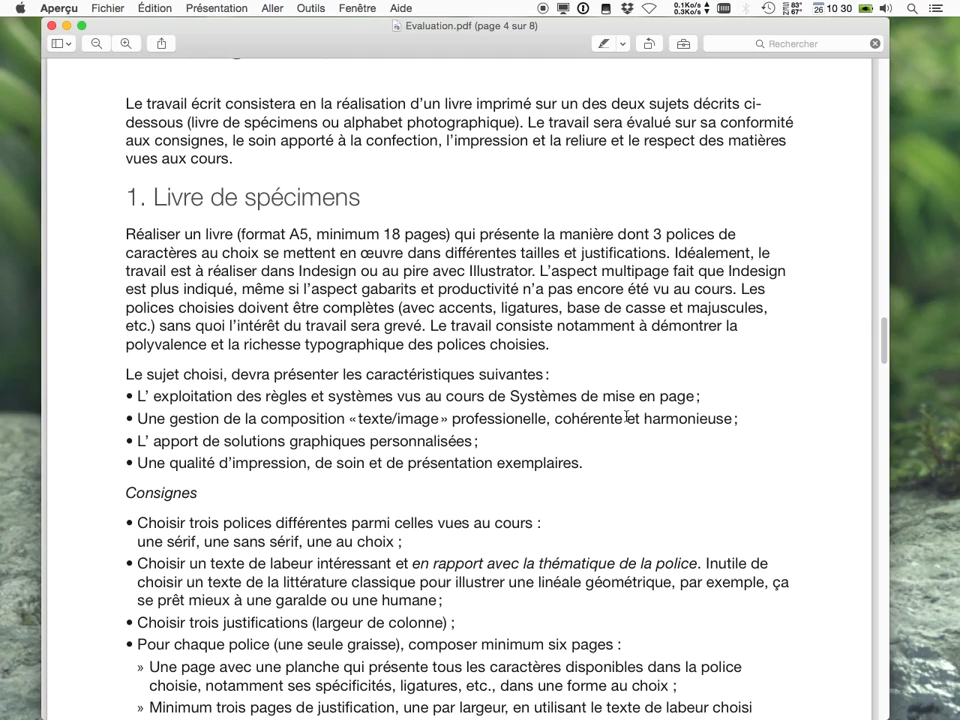 Aperçu Fichier Édition Présentation Aller Outils Fenêtre Aide 0.1Ko/s 0.3Ko/s 83° 67° 26 10 30
Evaluation.pdf (page 4 sur 8)
Rechercher
Le travail écrit consistera en la réalisation d’un livre imprimé sur un des deux sujets décrits ci-
dessous (livre de spécimens ou alphabet photographique). Le travail sera évalué sur sa conformité
aux consignes, le soin apporté à la confection, l’impression et la reliure et le respect des matières
vues aux cours.
1. Livre de spécimens
Réaliser un livre (format A5, minimum 18 pages) qui présente la manière dont 3 polices de
caractères au choix se mettent en œuvre dans différentes tailles et justifications. Idéalement, le
travail est à réaliser dans Indesign ou au pire avec Illustrator. L’aspect multipage fait que Indesign
est plus indiqué, même si l’aspect gabarits et productivité n’a pas encore été vu au cours. Les
polices choisies doivent être complètes (avec accents, ligatures, base de casse et majuscules,
etc.) sans quoi l’intérêt du travail sera grevé. Le travail consiste notamment à démontrer la
polyvalence et la richesse typographique des polices choisies.
Le sujet choisi, devra présenter les caractéristiques suivantes :
• L’ exploitation des règles et systèmes vus au cours de Systèmes de mise en page ;
• Une gestion de la composition « texte/image » professionelle, cohérente et harmonieuse ;
• L’ apport de solutions graphiques personnalisées ;
• Une qualité d’impression, de soin et de présentation exemplaires.
Consignes
• Choisir trois polices différentes parmi celles vues au cours :
une sérif, une sans sérif, une au choix ;
• Choisir un texte de labeur intéressant et en rapport avec la thématique de la police. Inutile de
choisir un texte de la littérature classique pour illustrer une linéale géométrique, par exemple, ça
se prêt mieux à une garalde ou une humane ;
• Choisir trois justifications (largeur de colonne) ;
• Pour chaque police (une seule graisse), composer minimum six pages :
» Une page avec une planche qui présente tous les caractères disponibles dans la police
choisie, notamment ses spécificités, ligatures, etc., dans une forme au choix ;
» Minimum trois pages de justification, une par largeur, en utilisant le texte de labeur choisi